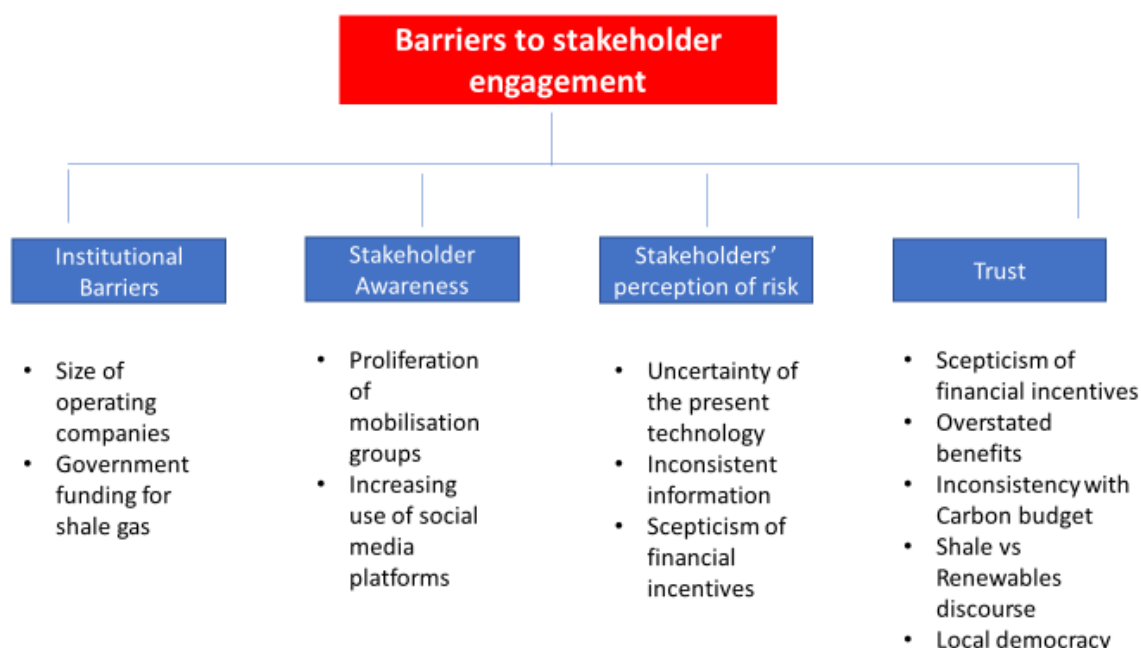 Barriers to stakeholder
engagement
Institutional
Barriers
• Size of
operating
companies
• Government
funding for
shale gas
Stakeholder
Awareness
• Proliferation
of
mobilisation
groups
• Increasing
use of social
media
platforms
Stakeholders’
perception of risk
• Uncertainty of
the present
technology
• Inconsistent
information
• Scepticism of
financial
incentives
Trust
• Scepticism of
financial incentives
• Overstated
benefits
• Inconsistency with
Carbon budget
• Shale vs
Renewables
discourse
• Local democracy